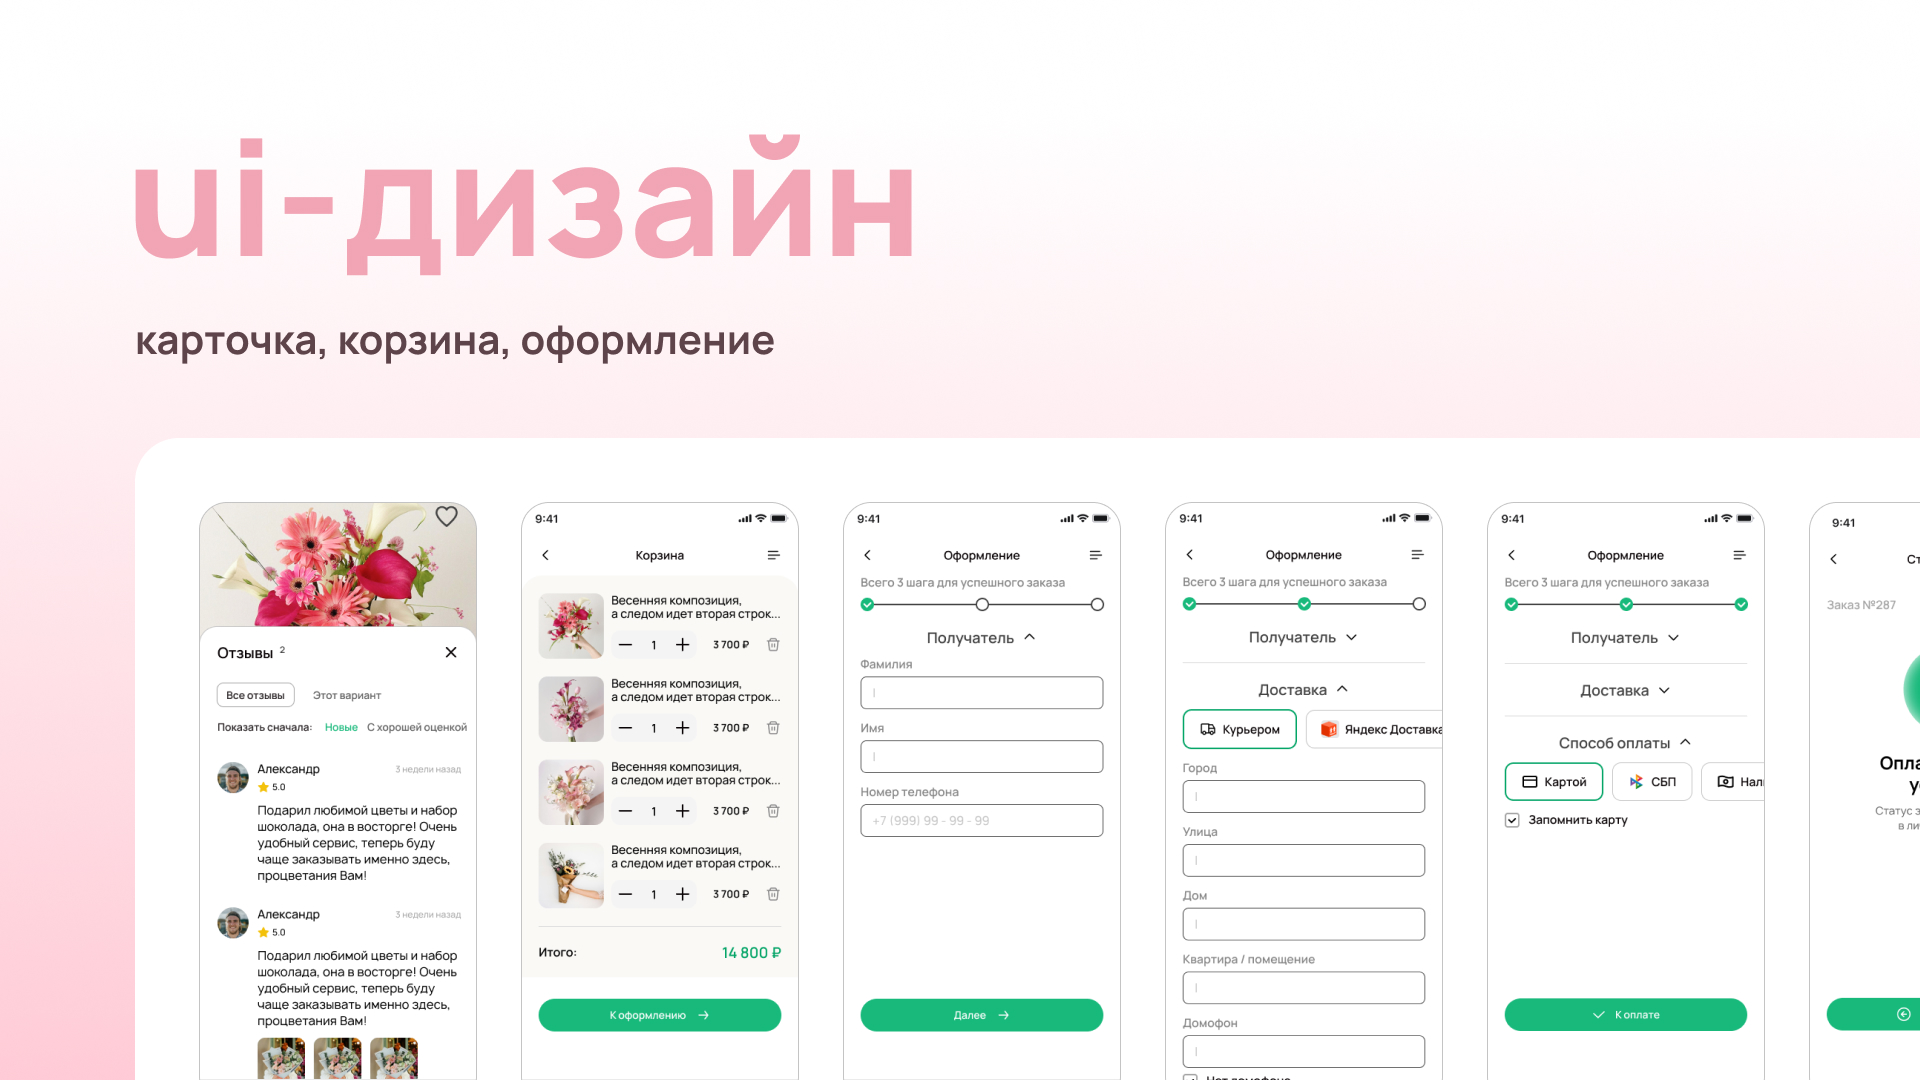 ui-дизайн
карточка, корзина, оформление
Отзывы 2
Все отзывы
Этот вариант
Показать сначала: Новые С хорошей оценкой
Александр
3 недели назад
5.0
Подарил любимой цветы и набор
шоколада, она в восторге! Очень
удобный сервис, теперь буду
чаще заказывать именно здесь,
процветания Вам!
Александр
3 недели назад
5.0
Подарил любимой цветы и набор
шоколада, она в восторге! Очень
удобный сервис, теперь буду
чаще заказывать именно здесь,
процветания Вам!
9:41
Корзина
Весенняя композиция,
а следом идет вторая строк...
1
3 700 ₽
Весенняя композиция,
а следом идет вторая строк...
1
3 700 ₽
Весенняя композиция,
а следом идет вторая строк...
1
3 700 ₽
Весенняя композиция,
а следом идет вторая строк...
1
3 700 ₽
Итого:
14 800 ₽
К оформлению
9:41
Оформление
Всего 3 шага для успешного заказа
Получатель
Фамилия
Имя
Номер телефона
+7 (999) 99 - 99 - 99
Далее
9:41
Оформление
Всего 3 шага для успешного заказа
Получатель
Доставка
Курьером
Яндекс Доставка
Город
Улица
Дом
Квартира / помещение
Домофон
Нет домофона
9:41
Оформление
Всего 3 шага для успешного заказа
Получатель
Доставка
Способ оплаты
Картой
СБП
Нал
Запомнить карту
К оплате
9:41
Ст
Заказ №287
Опла
у
Статус з
в ли